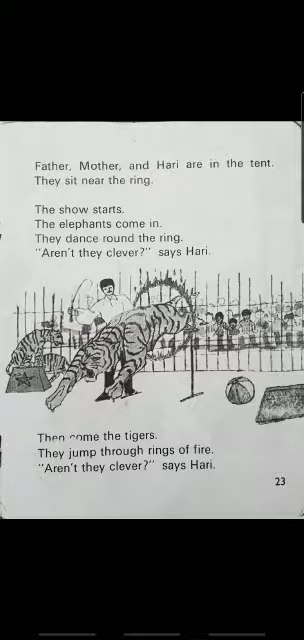 Father, Mother, and Hari are in the tent.
They sit near the ring.
The show starts.
The elephants come in.
They dance round the ring.
"Aren't they clever?" says Hari.
Then come the tigers.
They jump through rings of fire.
"Aren't they clever?" says Hari.
23